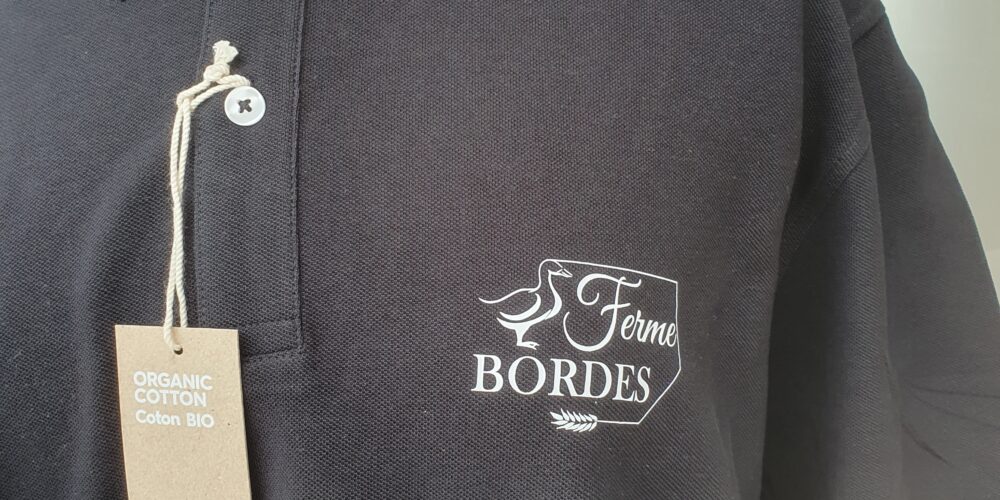 ORGANIC
COTTON
Coton BIO
Ferme
BORDES